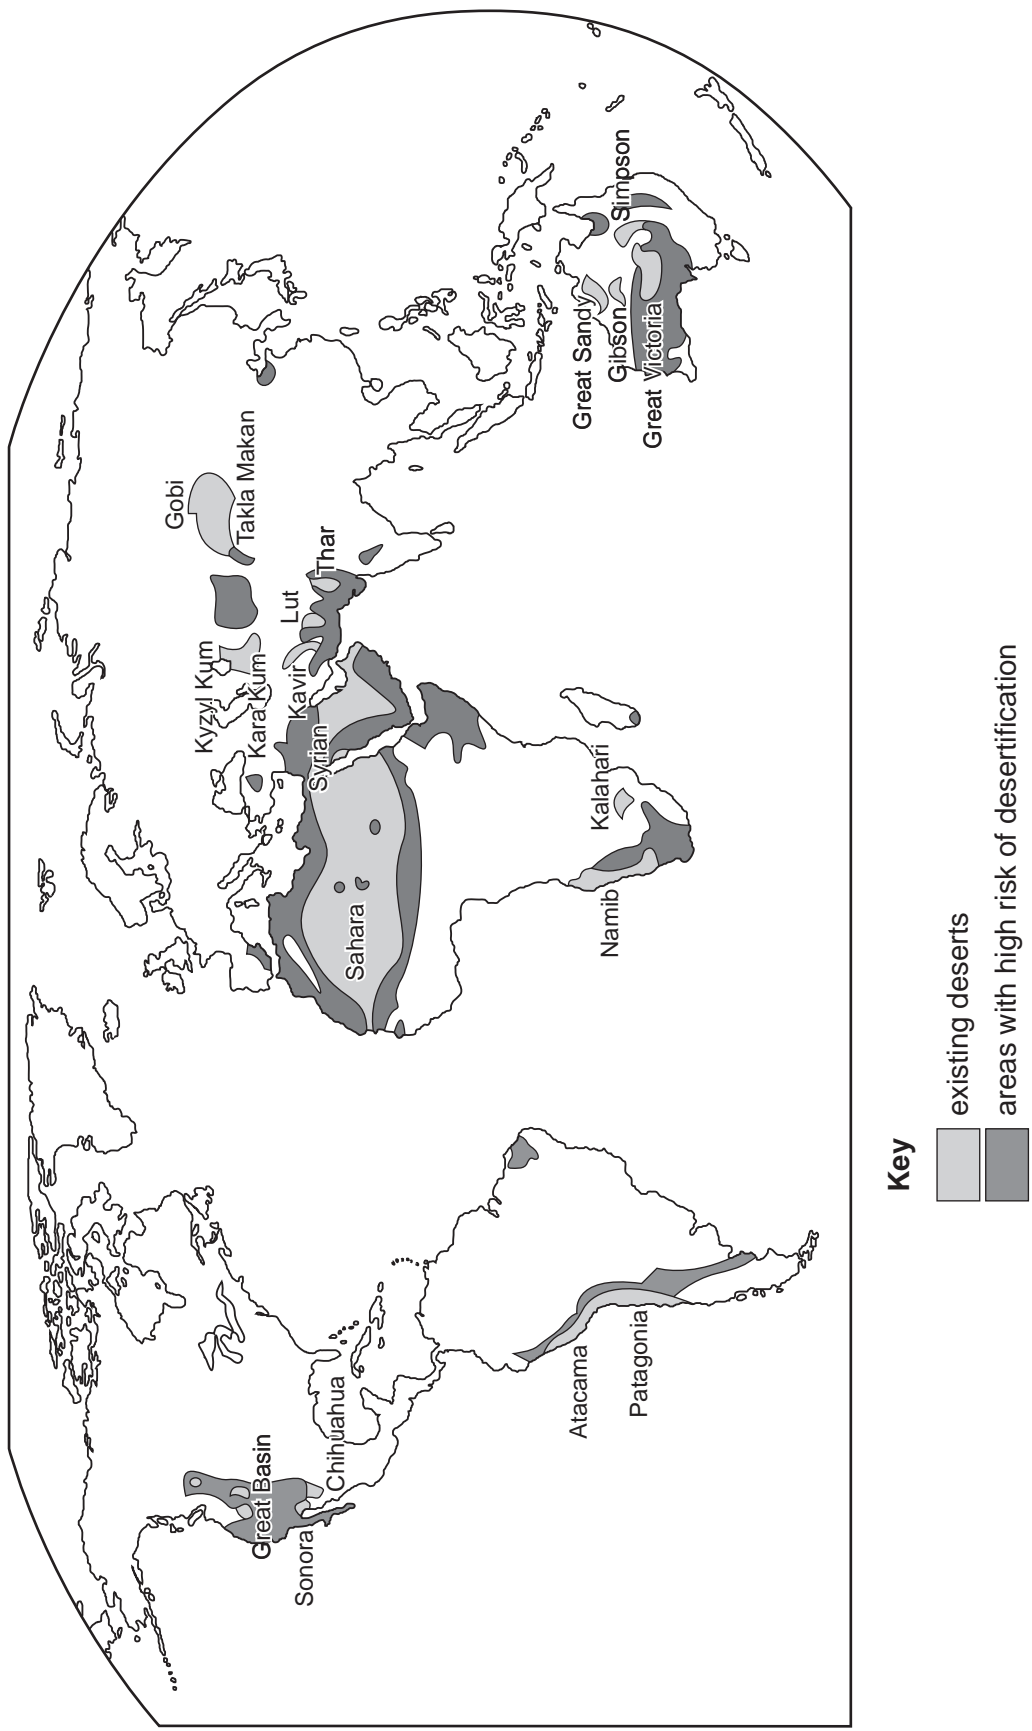 Great Basin
Sonora
Chihuahua
Atacama
Patagonia
Sahara
Namib
Kalahari
Syrian
Kyzyl Kum
Kara Kum
Kavir
Lut
Thar
Gobi
Takla Makan
Great Sandy
Gibson
Great Victoria
Simpson
Key
existing deserts
areas with high risk of desertification